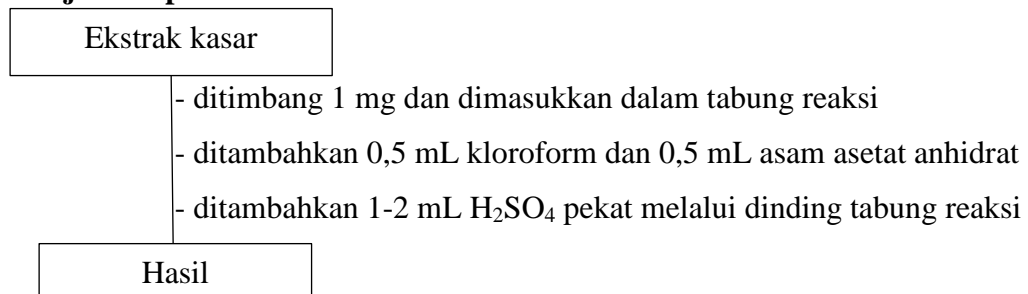 Ekstrak kasar
- ditimbang 1 mg dan dimasukkan dalam tabung reaksi
- ditambahkan 0,5 mL kloroform dan 0,5 mL asam asetat anhidrat
- ditambahkan 1-2 mL H₂SO₄ pekat melalui dinding tabung reaksi
Hasil